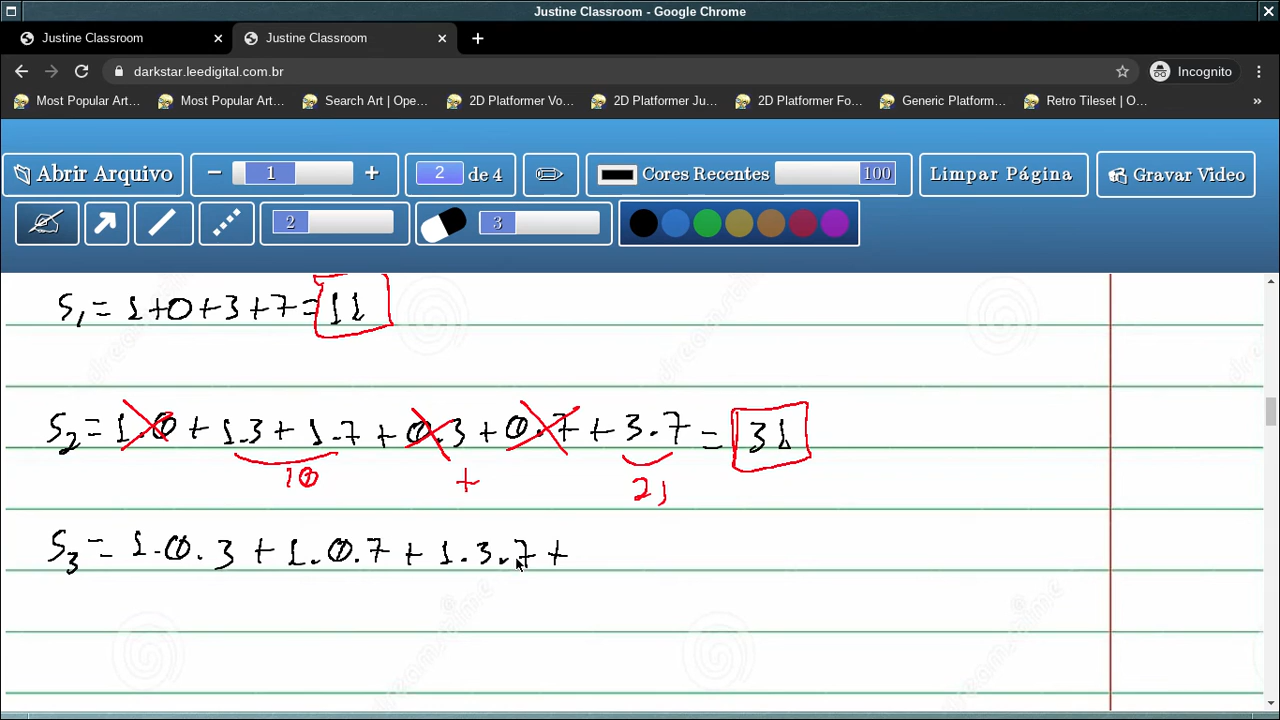 Justine Classroom - Google Chrome
Justine Classroom Justine Classroom
darkstar.leedigital.com.br Incognito
Most Popular Art... Most Popular Art... Search Art | Ope... 2D Platformer Vo... 2D Platformer Ju... 2D Platformer Fo... Generic Platform... Retro Tileset | O... »
Abrir Arquivo − 1 + 2 de 4 Cores Recentes 100 Limpar Página Gravar Video
2 3
S₁ = 1+0+3+7 = 11
S₂ = 1.0 + 1.3 + 1.7 + 0.3 + 0.7 + 3.7 = 31
10 + 21
S₃ = 1.0.3 + 1.0.7 + 1.3.7 +